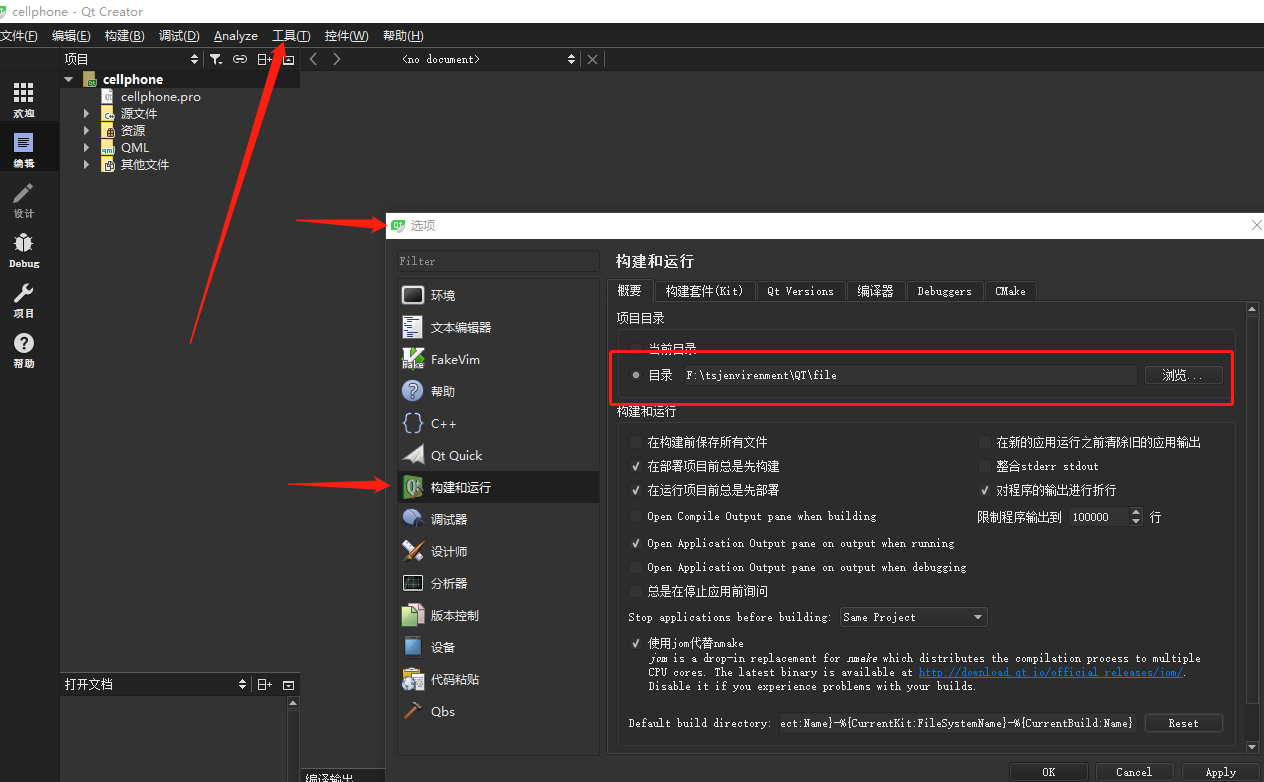 cellphone - Qt Creator
文件(F) 编辑(E) 构建(B) 调试(D) Analyze 工具(T) 控件(W) 帮助(H)
项目
<no document>
cellphone
cellphone.pro
源文件
资源
QML
其他文件
欢迎
编辑
设计
Debug
项目
帮助
选项
Filter
环境
文本编辑器
FakeVim
帮助
C++
Qt Quick
构建和运行
调试器
设计师
分析器
版本控制
设备
代码粘贴
Qbs
构建和运行
概要 构建套件(Kit) Qt Versions 编译器 Debuggers CMake
项目目录
当前目录
目录 F:\tsjenvirenment\QT\file 浏览...
构建和运行
在构建前保存所有文件 在新的应用运行之前清除旧的应用输出
在部署项目前总是先构建 整合stderr stdout
在运行项目前总是先部署 对程序的输出进行折行
Open Compile Output pane when building 限制程序输出到 100000 行
Open Application Output pane on output when running
Open Application Output pane on output when debugging
总是在停止应用前询问
Stop applications before building: Same Project
使用jom代替nmake
jom is a drop-in replacement for nmake which distributes the compilation process to multiple
CPU cores. The latest binary is available at http://download.qt.io/official_releases/jom/.
Disable it if you experience problems with your builds.
Default build directory: ect:Name}-%{CurrentKit:FileSystemName}-%{CurrentBuild:Name} Reset
打开文档
编译输出
OK Cancel Apply